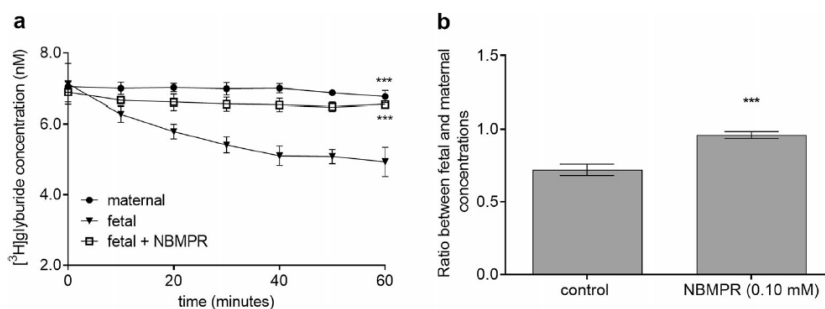 a
[³H]glyburide concentration (nM)
8.0
6.0
4.0
2.0
***
***
maternal
fetal
fetal + NBMPR
0
20
40
60
time (minutes)
b
Ratio between fetal and maternal
concentrations
1.5
1.0
0.5
0.0
***
control
NBMPR (0.10 mM)